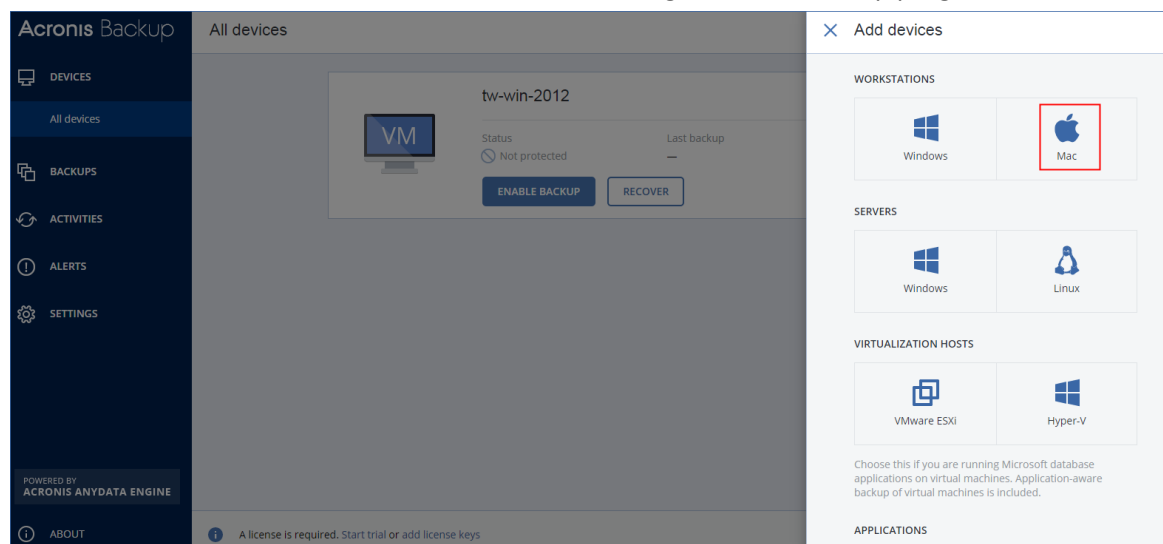 Acronis Backup
DEVICES
All devices
BACKUPS
ACTIVITIES
ALERTS
SETTINGS
POWERED BY
ACRONIS ANYDATA ENGINE
ABOUT
All devices
VM
tw-win-2012
Status
Last backup
Not protected
—
ENABLE BACKUP
RECOVER
A license is required. Start trial or add license keys
Add devices
WORKSTATIONS
Windows
Mac
SERVERS
Windows
Linux
VIRTUALIZATION HOSTS
VMware ESXi
Hyper-V
Choose this if you are running Microsoft database
applications on virtual machines. Application-aware
backup of virtual machines is included.
APPLICATIONS